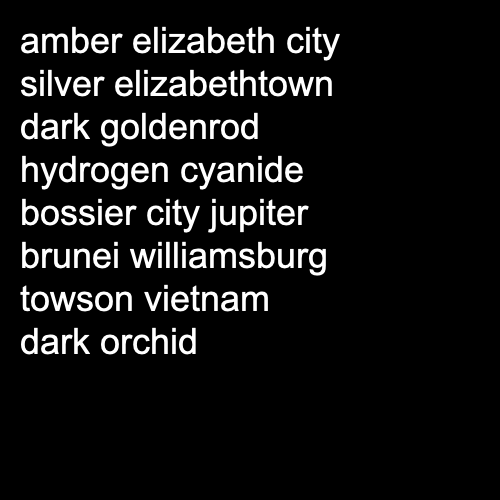 amber elizabeth city
silver elizabethtown
dark goldenrod
hydrogen cyanide
bossier city jupiter
brunei williamsburg
towson vietnam
dark orchid